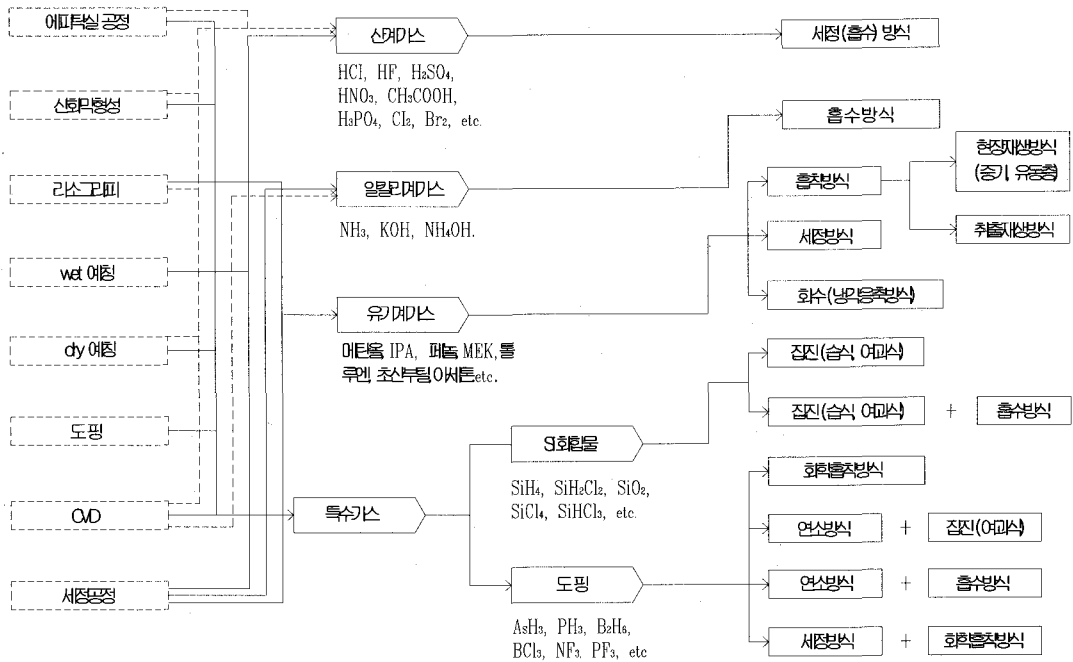 에피탁실 공정
산화막형성
리소그라피
wet 에칭
dry 에칭
도핑
CVD
세정공정
산계가스
HCl, HF, H₂SO₄,
HNO₃, CH₃COOH,
H₃PO₄, Cl₂, Br₂, etc.
알칼리계가스
NH₃, KOH, NH₄OH.
유기계가스
메탄올, IPA, 페놀, MEK, 톨
루엔, 초산부틸, 아세톤etc.
특수가스
Si화합물
SiH₄, SiH₂Cl₂, SiO₂,
SiCl₄, SiHCl₃, etc.
도핑
AsH₃, PH₃, B₂H₆,
BCl₃, NF₃, PF₃, etc
세정(흡수) 방식
흡수방식
흡착방식
현장재생방식
(증기, 유동층)
취출재생방식
세정방식
회수(냉각응축방식)
집진(습식, 여과식)
집진(습식, 여과식) + 흡수방식
화학흡착방식
연소방식 + 집진(여과식)
연소방식 + 흡수방식
세정방식 + 화학흡착방식